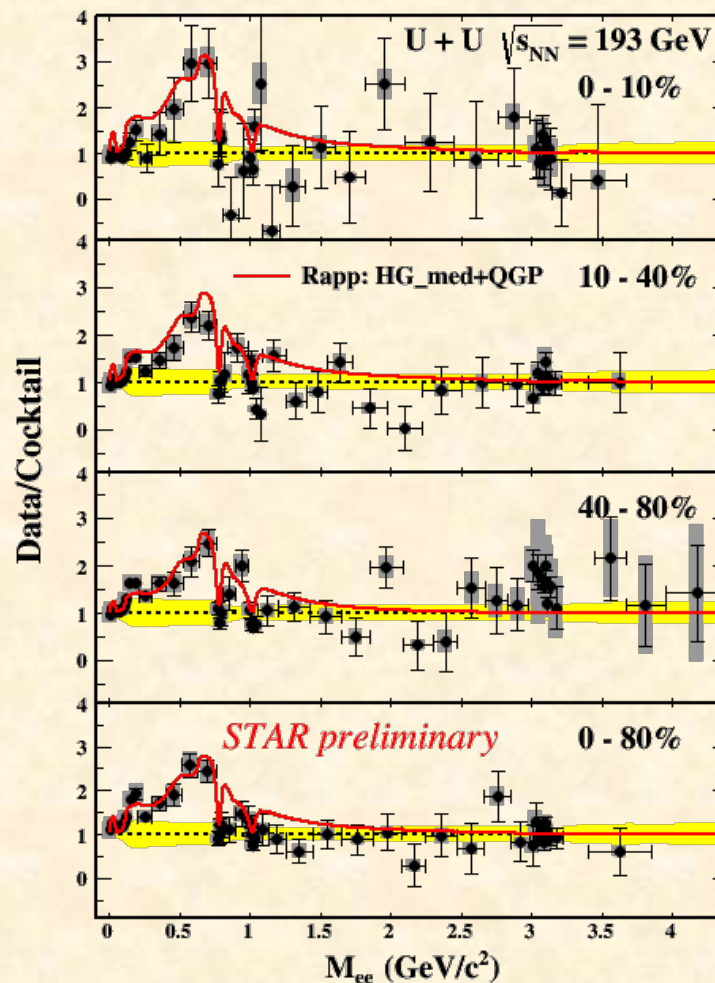 U + U √s_NN = 193 GeV
0 - 10%
4
3
2
1
0
Rapp: HG_med+QGP 10 - 40%
4
3
2
1
0
40 - 80%
4
3
2
1
0
STAR preliminary 0 - 80%
4
3
2
1
0
Data/Cocktail
0 0.5 1 1.5 2 2.5 3 3.5 4
M_ee (GeV/c²)